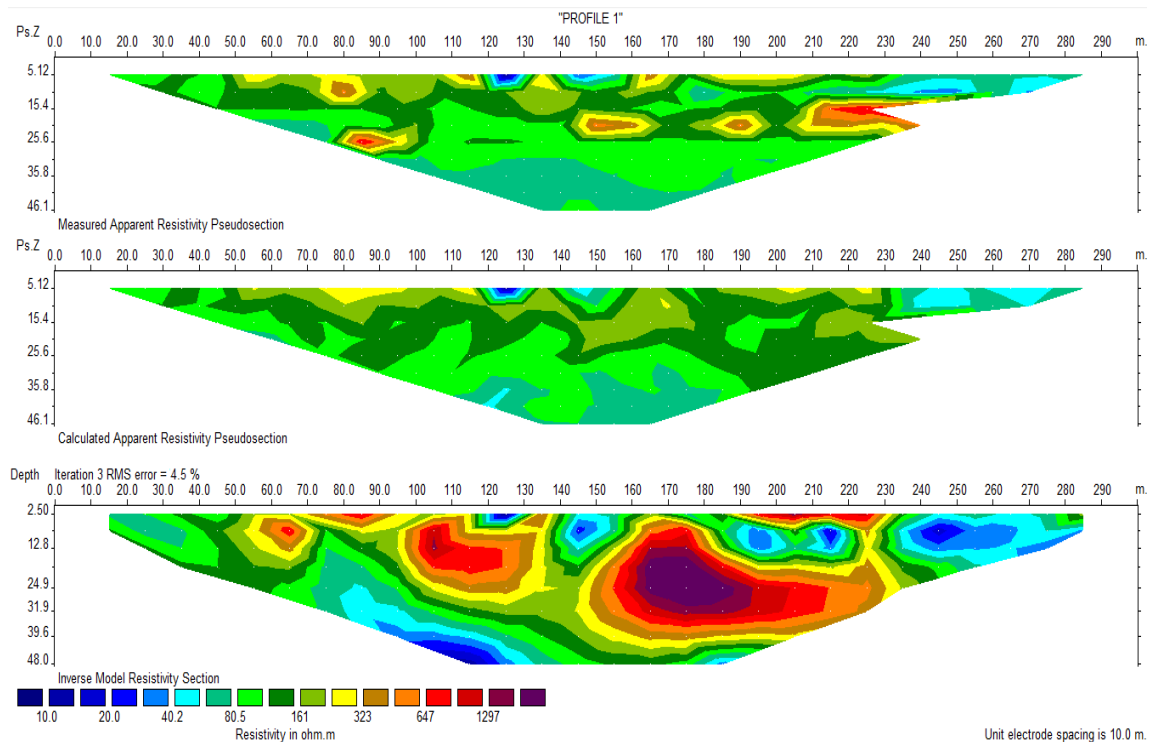 "PROFILE 1"
Ps.Z 0.0 10.0 20.0 30.0 40.0 50.0 60.0 70.0 80.0 90.0 100 110 120 130 140 150 160 170 180 190 200 210 220 230 240 250 260 270 280 290 m.
5.12
15.4
25.6
35.8
46.1
Measured Apparent Resistivity Pseudosection
Ps.Z 0.0 10.0 20.0 30.0 40.0 50.0 60.0 70.0 80.0 90.0 100 110 120 130 140 150 160 170 180 190 200 210 220 230 240 250 260 270 280 290 m.
5.12
15.4
25.6
35.8
46.1
Calculated Apparent Resistivity Pseudosection
Depth Iteration 3 RMS error = 4.5 %
0.0 10.0 20.0 30.0 40.0 50.0 60.0 70.0 80.0 90.0 100 110 120 130 140 150 160 170 180 190 200 210 220 230 240 250 260 270 280 290 m.
2.50
12.8
24.9
31.9
39.6
48.0
Inverse Model Resistivity Section
10.0 20.0 40.2 80.5 161 323 647 1297
Resistivity in ohm.m Unit electrode spacing is 10.0 m.